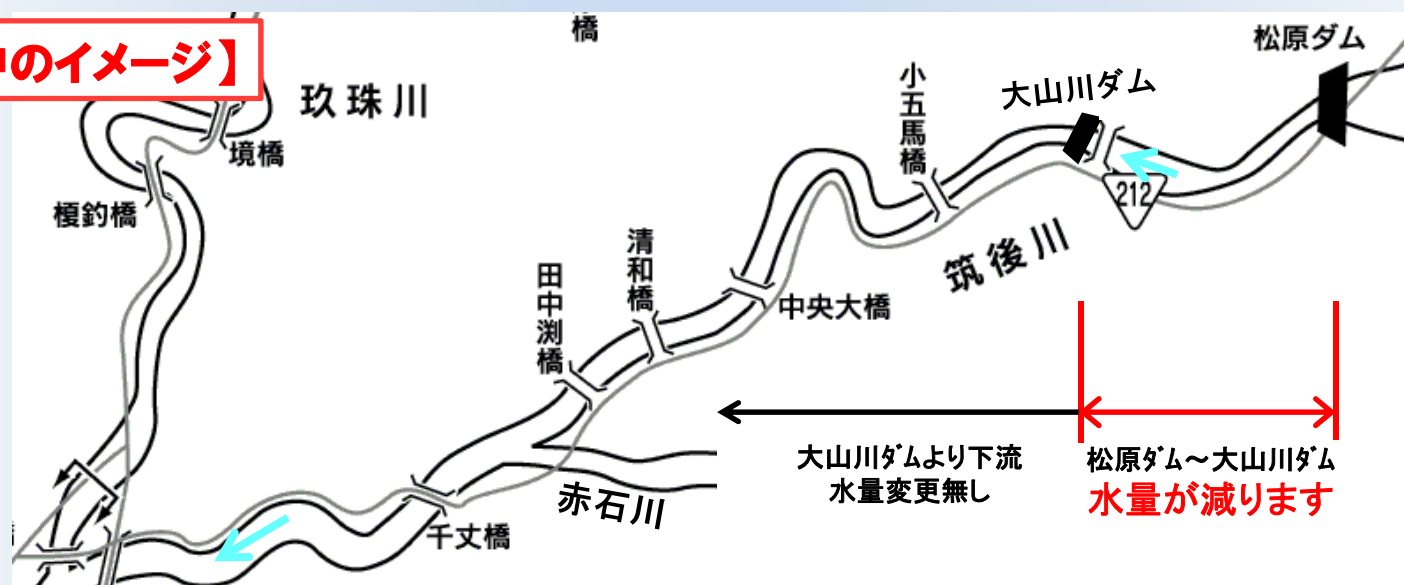 のイメージ】
橋
松原ダム
玖珠川
大山川ダム
小五馬橋
境橋
榎釣橋
212
筑後川
清和橋
田中渕橋
中央大橋
大山川ダムより下流
水量変更無し
松原ダム～大山川ダム
水量が減ります
赤石川
千丈橋